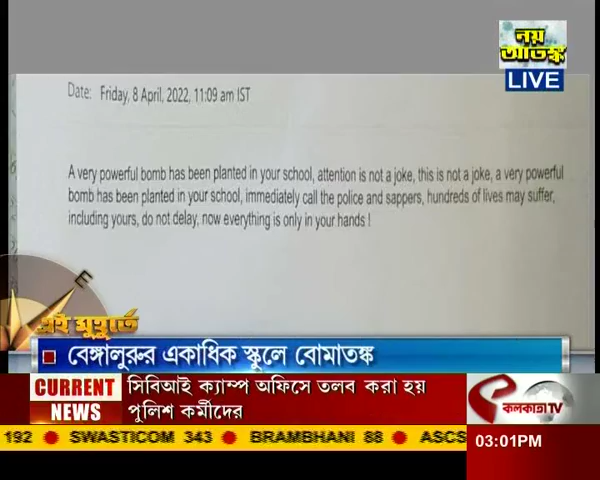 নয়
আতঙ্ক
LIVE
Date: Friday, 8 April, 2022, 11:09 am IST
A very powerful bomb has been planted in your school, attention is not a joke, this is not a joke, a very powerful
bomb has been planted in your school, immediately call the police and sappers, hundreds of lives may suffer,
including yours, do not delay, now everything is only in your hands !
E
এই মুহূর্তে
বেঙ্গালুরুর একাধিক স্কুলে বোমাতঙ্ক
CURRENT NEWS
সিবিআই ক্যাম্প অফিসে তলব করা হয়
পুলিশ কর্মীদের
কলকাতা TV
192 SWASTICOM 343 BRAMBHANI 88 ASCS
03:01PM